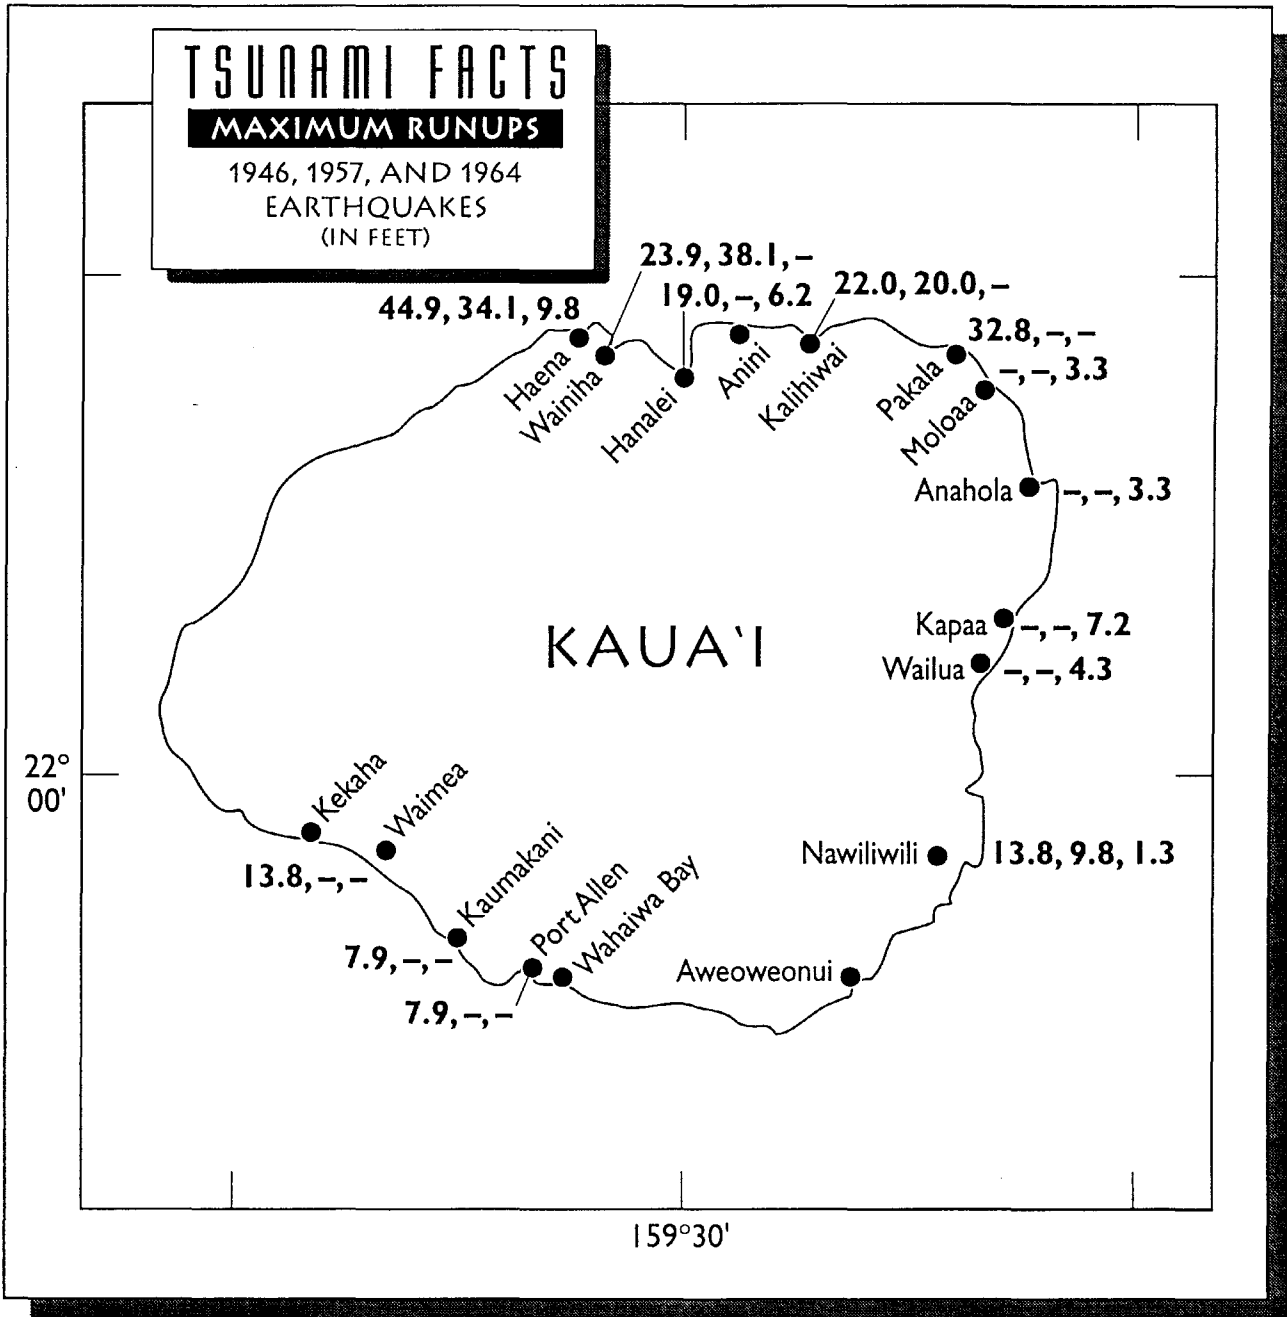 TSUNAMI FACTS
MAXIMUM RUNUPS
1946, 1957, AND 1964
EARTHQUAKES
(IN FEET)
23.9, 38.1, –
44.9, 34.1, 9.8
19.0, –, 6.2
22.0, 20.0, –
32.8, –, –
–, –, 3.3
Haena
Wainiha
Hanalei
Anini
Kalihiwai
Pakala
Moloaa
Anahola
–, –, 3.3
Kapaa
–, –, 7.2
KAUA'I
Wailua
–, –, 4.3
22°
00'
Kekaha
Waimea
13.8, –, –
Nawiliwili
13.8, 9.8, 1.3
Kaumakani
7.9, –, –
Port Allen
Wahaiwa Bay
7.9, –, –
Aweoweonui
159°30'